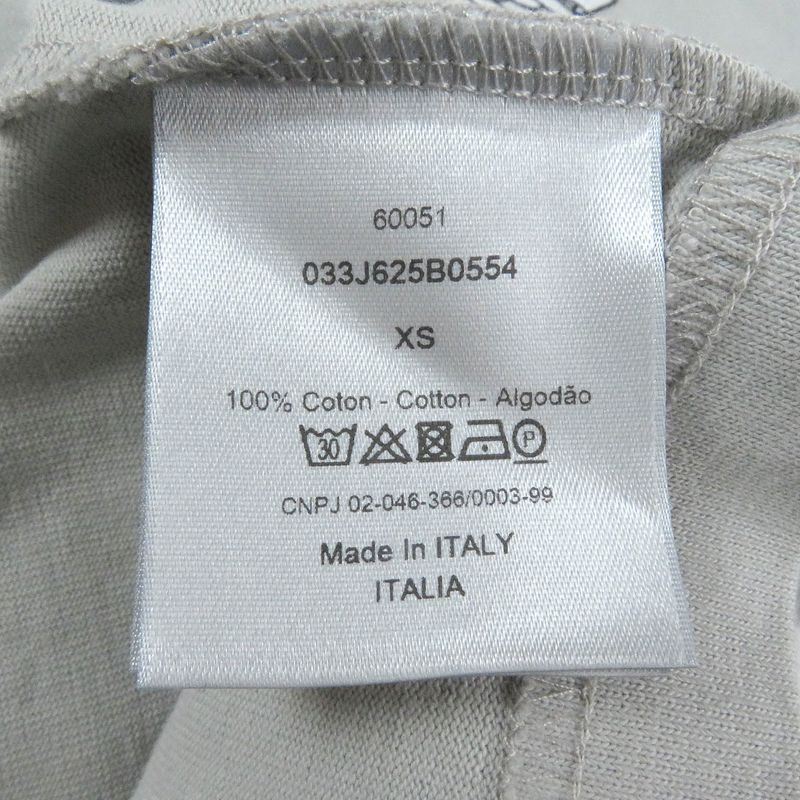 60051
033J625B0554
XS
100% Coton - Cotton - Algodão
30 P
CNPJ 02-046-366/0003-99
Made In ITALY
ITALIA